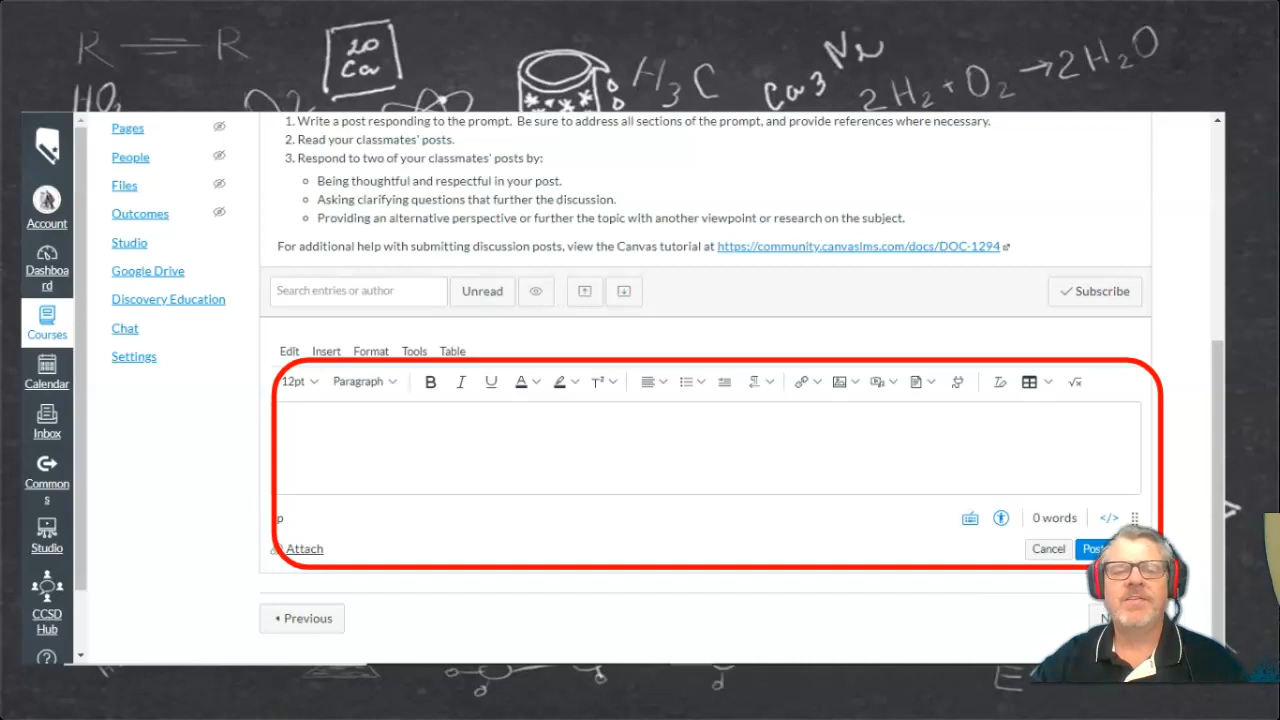 R = R
20
Ca
H3C
Ca3 N2
2H2 + O2 → 2H2O
HO2
O2
Account
Dashboa
rd
Courses
Calendar
Inbox
Common
s
Studio
CCSD
Hub
Pages
People
Files
Outcomes
Studio
Google Drive
Discovery Education
Chat
Settings
1. Write a post responding to the prompt. Be sure to address all sections of the prompt, and provide references where necessary.
2. Read your classmates' posts.
3. Respond to two of your classmates' posts by:
Being thoughtful and respectful in your post.
Asking clarifying questions that further the discussion.
Providing an alternative perspective or further the topic with another viewpoint or research on the subject.
For additional help with submitting discussion posts, view the Canvas tutorial at https://community.canvaslms.com/docs/DOC-1294
Search entries or author Unread Subscribe
Edit Insert Format Tools Table
12pt Paragraph B I U A T² √x
p 0 words </>
Attach Cancel Post
Previous